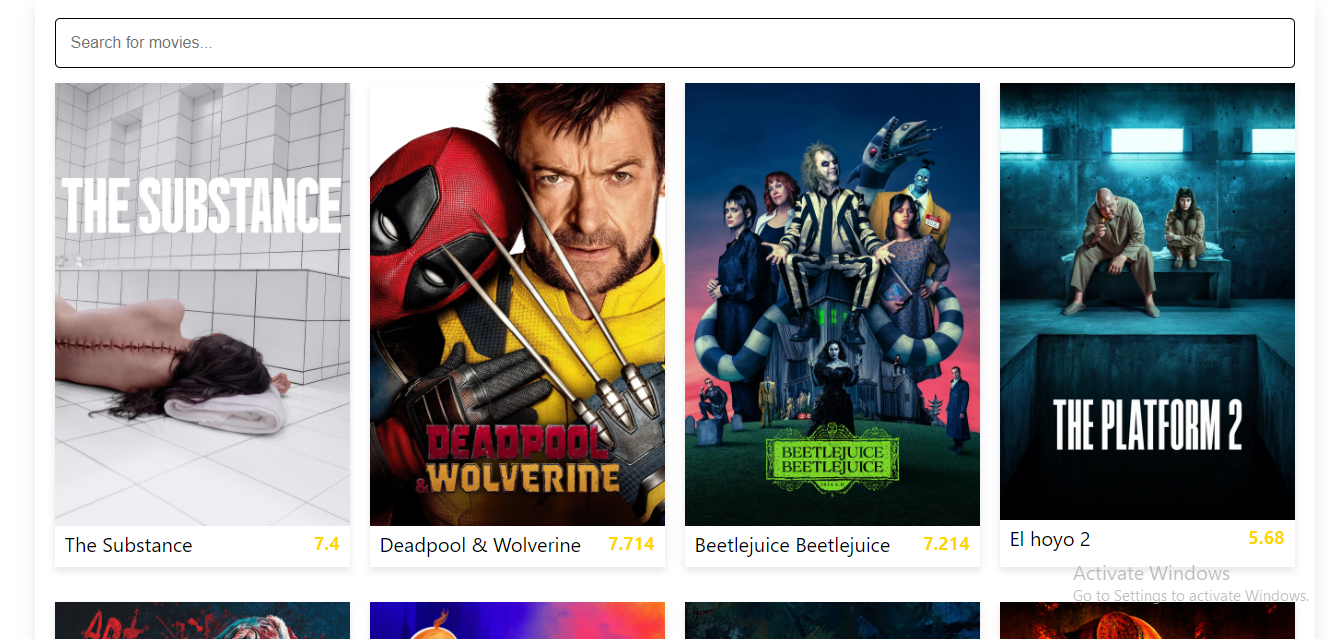 Search for movies...
THE SUBSTANCE
DEADPOOL
& WOLVERINE
BEETLEJUICE
BEETLEJUICE
THE PLATFORM 2
The Substance 7.4
Deadpool & Wolverine 7.714
Beetlejuice Beetlejuice 7.214
El hoyo 2 5.68
Activate Windows
Go to Settings to activate Windows.
ART